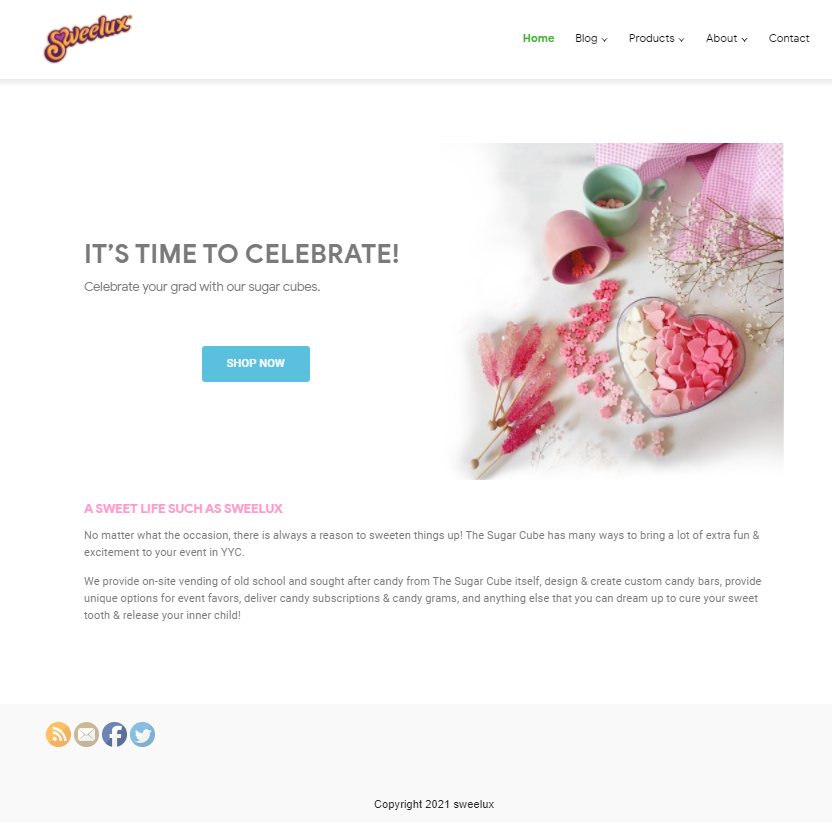 Sweelux
Home Blog Products About Contact
IT’S TIME TO CELEBRATE!
Celebrate your grad with our sugar cubes.
SHOP NOW
A SWEET LIFE SUCH AS SWEELUX
No matter what the occasion, there is always a reason to sweeten things up! The Sugar Cube has many ways to bring a lot of extra fun &
excitement to your event in YYC.
We provide on-site vending of old school and sought after candy from The Sugar Cube itself, design & create custom candy bars, provide
unique options for event favors, deliver candy subscriptions & candy grams, and anything else that you can dream up to cure your sweet
tooth & release your inner child!
Copyright 2021 sweelux